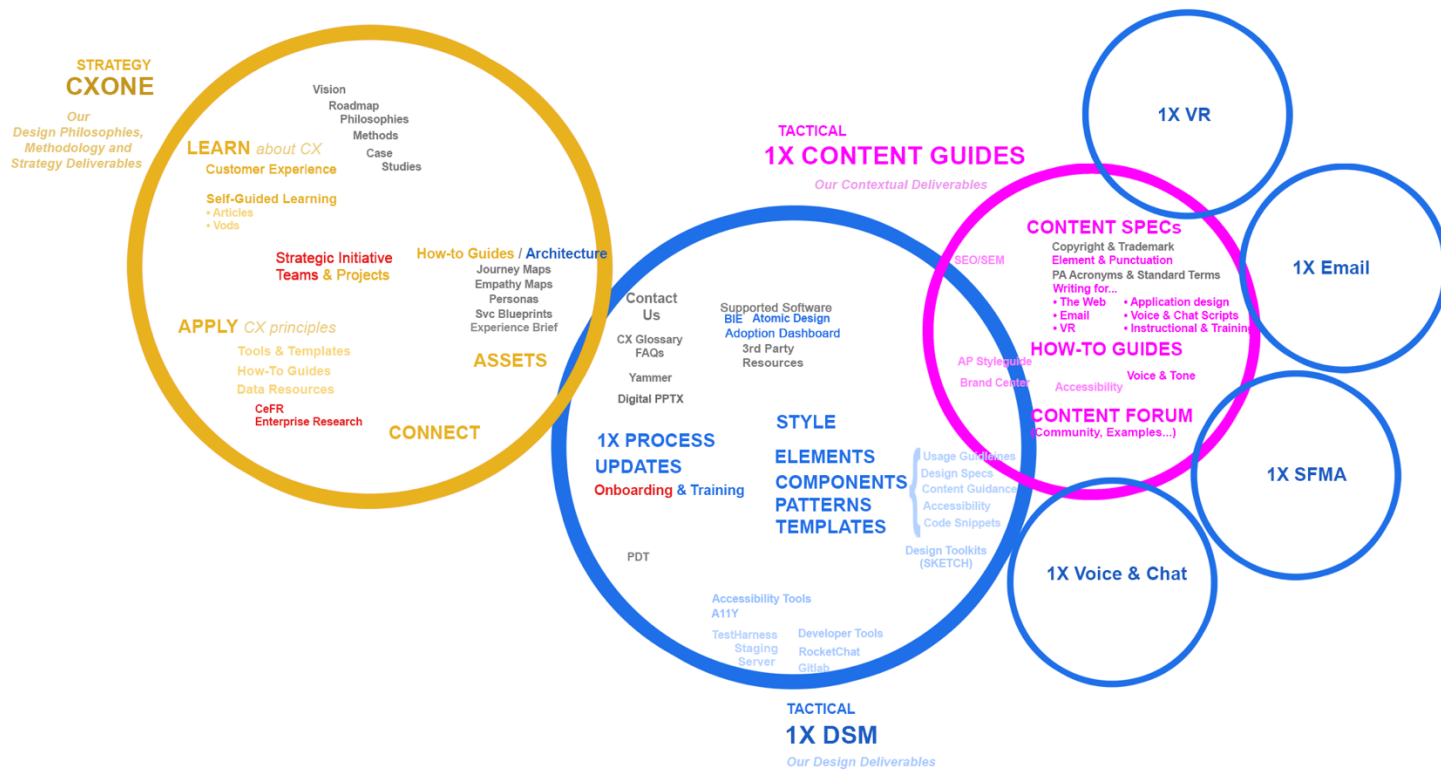 STRATEGY
CXONE
Our
Design Philosophies,
Methodology and
Strategy Deliverables
Vision
Roadmap
Philosophies
Methods
Case
Studies
LEARN about CX
Customer Experience
Self-Guided Learning
• Articles
• Vods
Strategic Initiative
Teams & Projects
How-to Guides / Architecture
Journey Maps
Empathy Maps
Personas
Svc Blueprints
Experience Brief
APPLY CX principles
Tools & Templates
How-To Guides
Data Resources
CeFR
Enterprise Research
ASSETS
CONNECT
Contact
Us
CX Glossary
FAQs
Yammer
Digital PPTX
Supported Software
BIE Atomic Design
Adoption Dashboard
3rd Party
Resources
1X PROCESS
UPDATES
Onboarding & Training
STYLE
ELEMENTS
COMPONENTS
PATTERNS
TEMPLATES
Usage Guidleines
Design Specs
Content Guidance
Accessibility
Code Snippets
Design Toolkits
(SKETCH)
PDT
Accessibility Tools
A11Y
TestHarness
Staging
Server
Developer Tools
RocketChat
Gitlab
TACTICAL
1X DSM
Our Design Deliverables
TACTICAL
1X CONTENT GUIDES
Our Contextual Deliverables
SEO/SEM
CONTENT SPECs
Copyright & Trademark
Element & Punctuation
PA Acronyms & Standard Terms
Writing for...
• The Web • Application design
• Email • Voice & Chat Scripts
• VR • Instructional & Training
HOW-TO GUIDES
AP Styleguide
Voice & Tone
Brand Center
Accessibility
CONTENT FORUM
(Community, Examples...)
1X VR
1X Email
1X SFMA
1X Voice & Chat